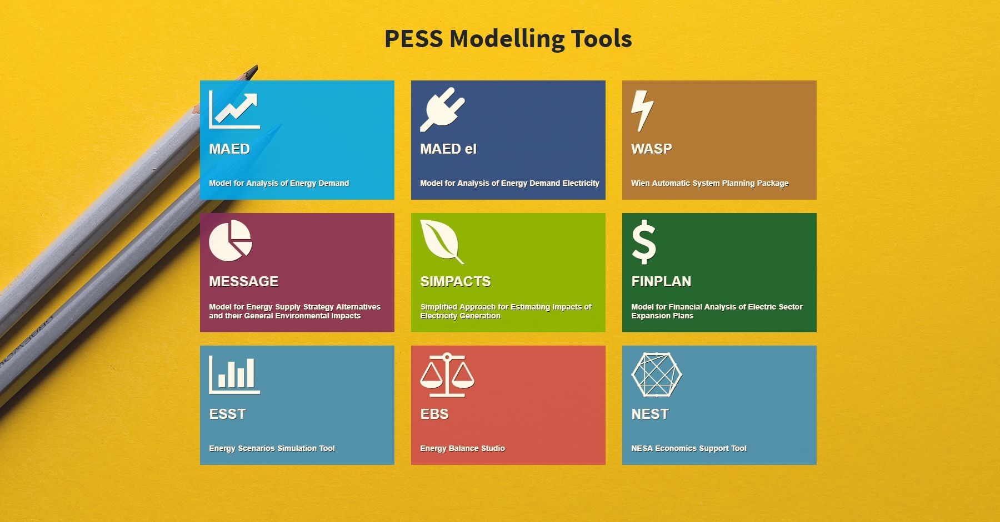 PESS Modelling Tools
MAED
Model for Analysis of Energy Demand
MAED el
Model for Analysis of Energy Demand Electricity
WASP
Wien Automatic System Planning Package
MESSAGE
Model for Energy Supply Strategy Alternatives
and their General Environmental Impacts
SIMPACTS
Simplified Approach for Estimating Impacts of
Electricity Generation
FINPLAN
Model for Financial Analysis of Electric Sector
Expansion Plans
ESST
Energy Scenarios Simulation Tool
EBS
Energy Balance Studio
NEST
NESA Economics Support Tool